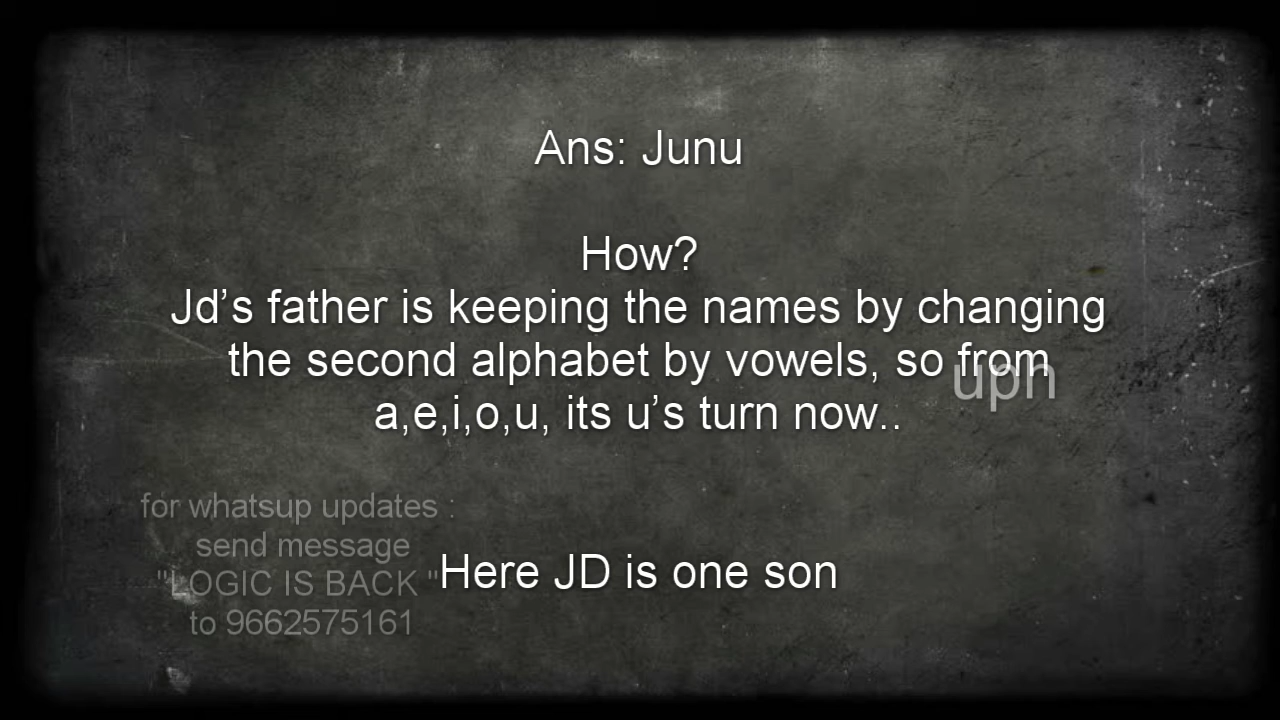 Ans: Junu
How?
Jd's father is keeping the names by changing
the second alphabet by vowels, so from
uph
a,e,i,o,u, its u's turn now..
for whatsup updates :
send message
"LOGIC IS BACK "
to 9662575161
Here JD is one son